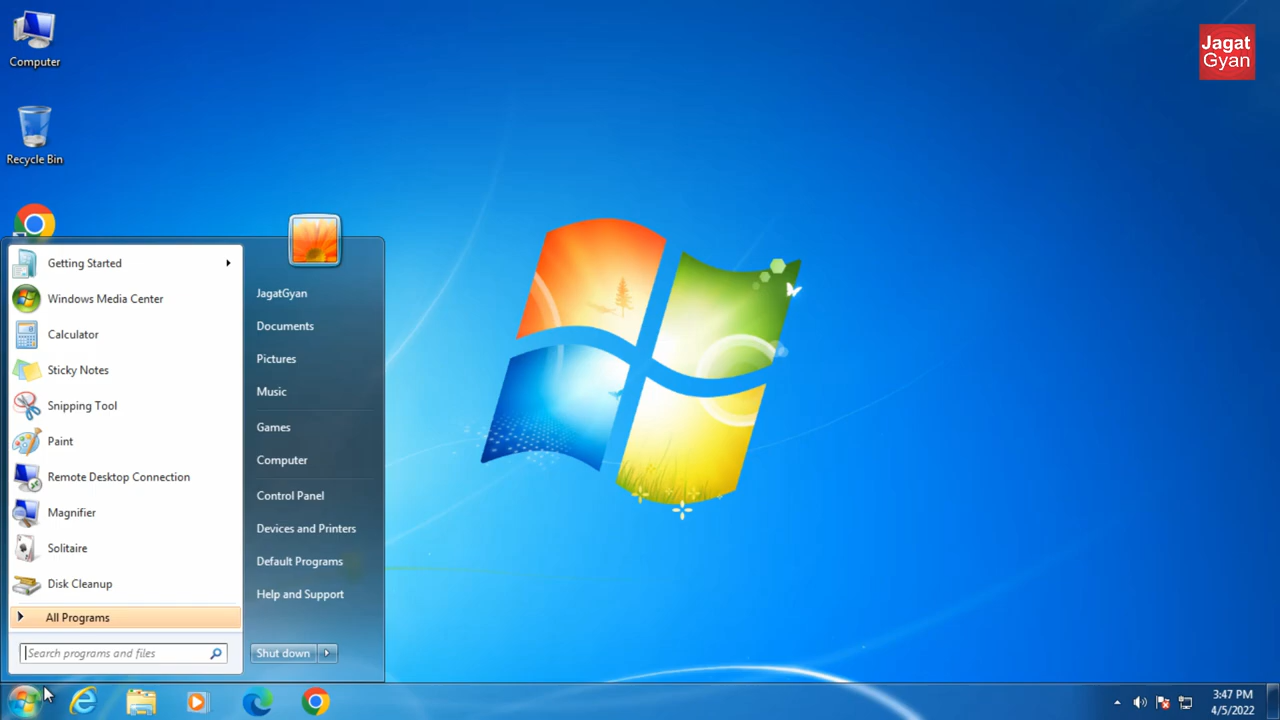 Computer
Recycle Bin
Jagat
Gyan
Getting Started
Windows Media Center
Calculator
Sticky Notes
Snipping Tool
Paint
Remote Desktop Connection
Magnifier
Solitaire
Disk Cleanup
All Programs
Search programs and files
JagatGyan
Documents
Pictures
Music
Games
Computer
Control Panel
Devices and Printers
Default Programs
Help and Support
Shut down
3:47 PM
4/5/2022